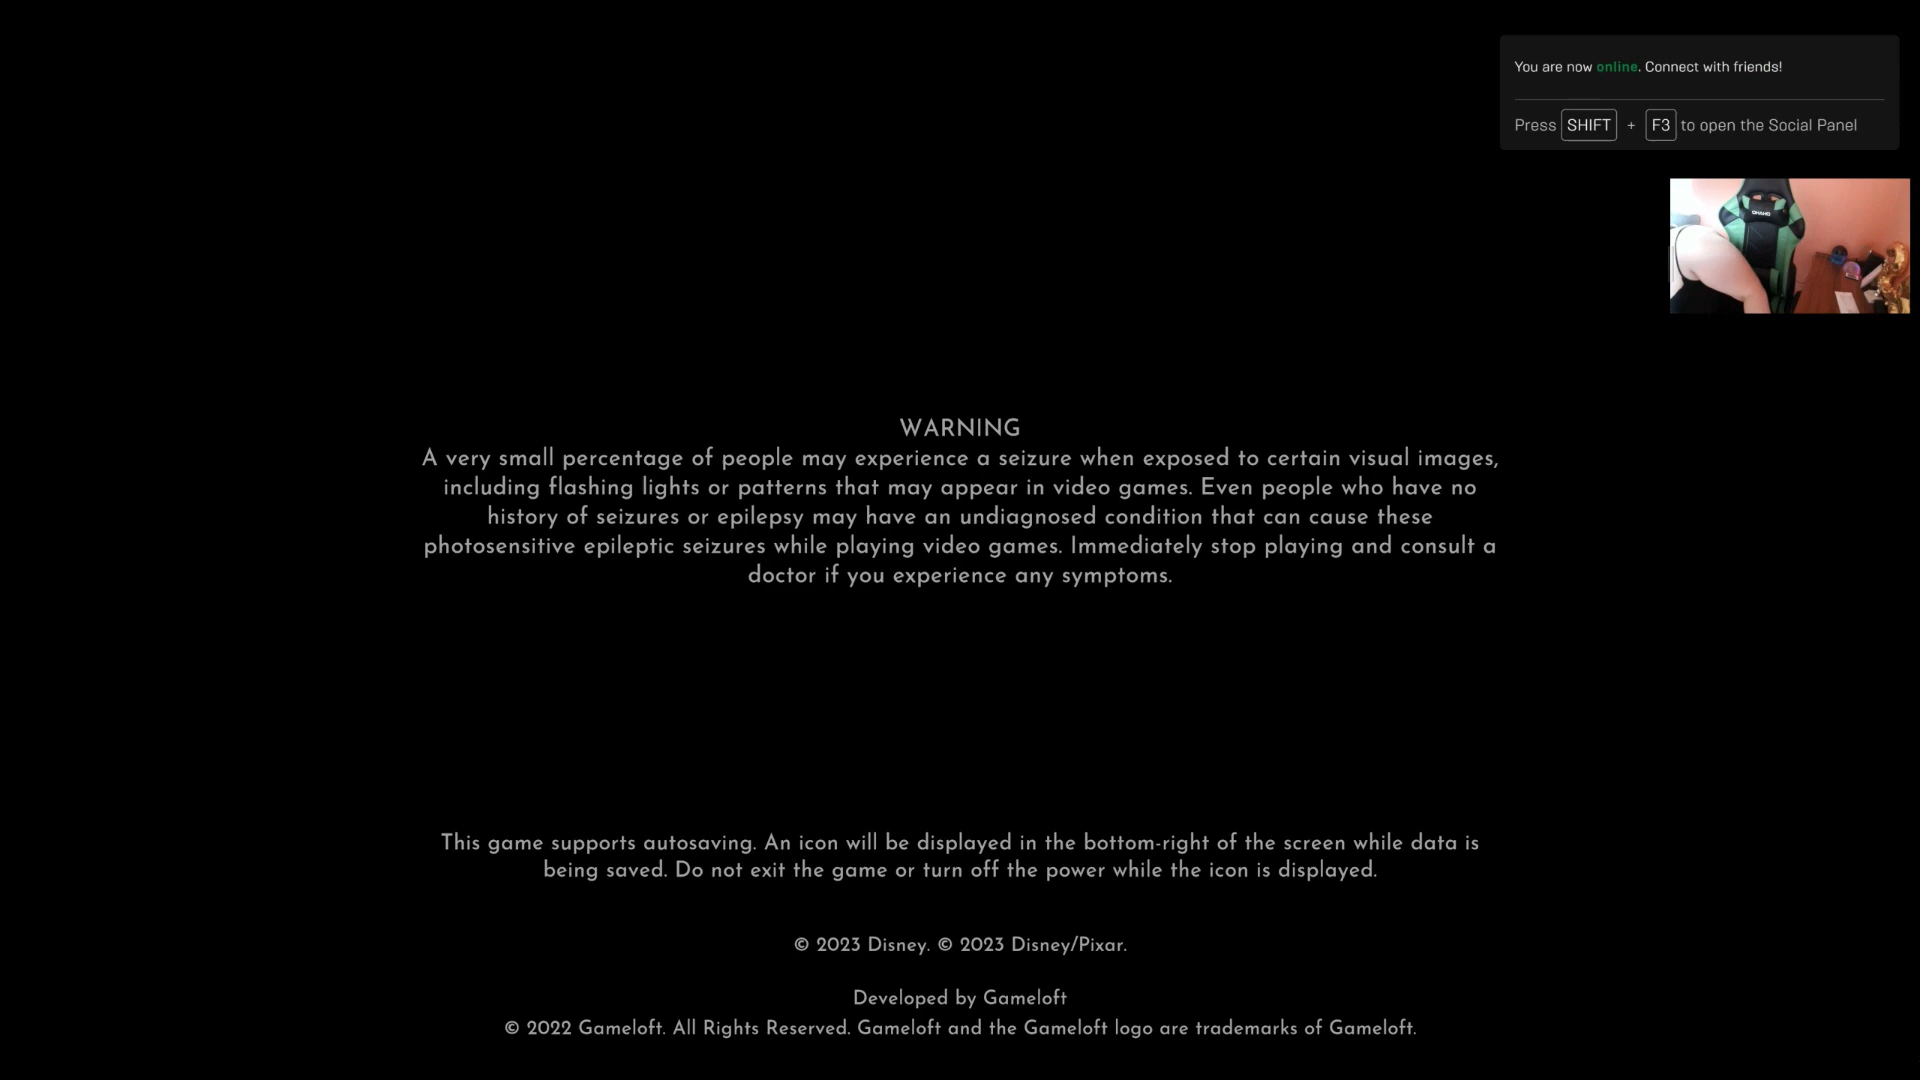 You are now online. Connect with friends!
Press SHIFT + F3 to open the Social Panel
OHAHO
WARNING
A very small percentage of people may experience a seizure when exposed to certain visual images,
including flashing lights or patterns that may appear in video games. Even people who have no
history of seizures or epilepsy may have an undiagnosed condition that can cause these
photosensitive epileptic seizures while playing video games. Immediately stop playing and consult a
doctor if you experience any symptoms.
This game supports autosaving. An icon will be displayed in the bottom-right of the screen while data is
being saved. Do not exit the game or turn off the power while the icon is displayed.
© 2023 Disney. © 2023 Disney/Pixar.
Developed by Gameloft
© 2022 Gameloft. All Rights Reserved. Gameloft and the Gameloft logo are trademarks of Gameloft.